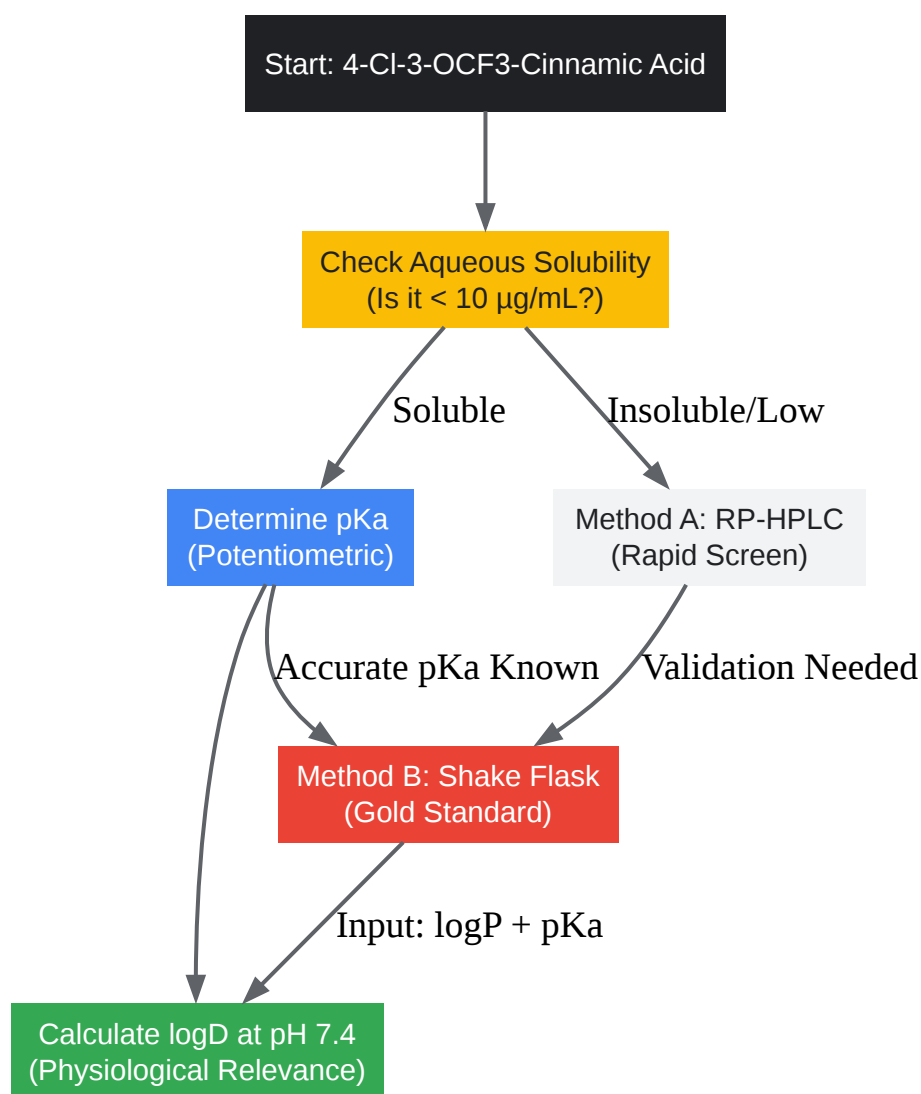 Start: 4-Cl-3-OCF3-Cinnamic Acid
Check Aqueous Solubility
(Is it < 10 µg/mL?)
Soluble
Insoluble/Low
Determine pKa
(Potentiometric)
Method A: RP-HPLC
(Rapid Screen)
Accurate pKa Known
Validation Needed
Method B: Shake Flask
(Gold Standard)
Input: logP + pKa
Calculate logD at pH 7.4
(Physiological Relevance)